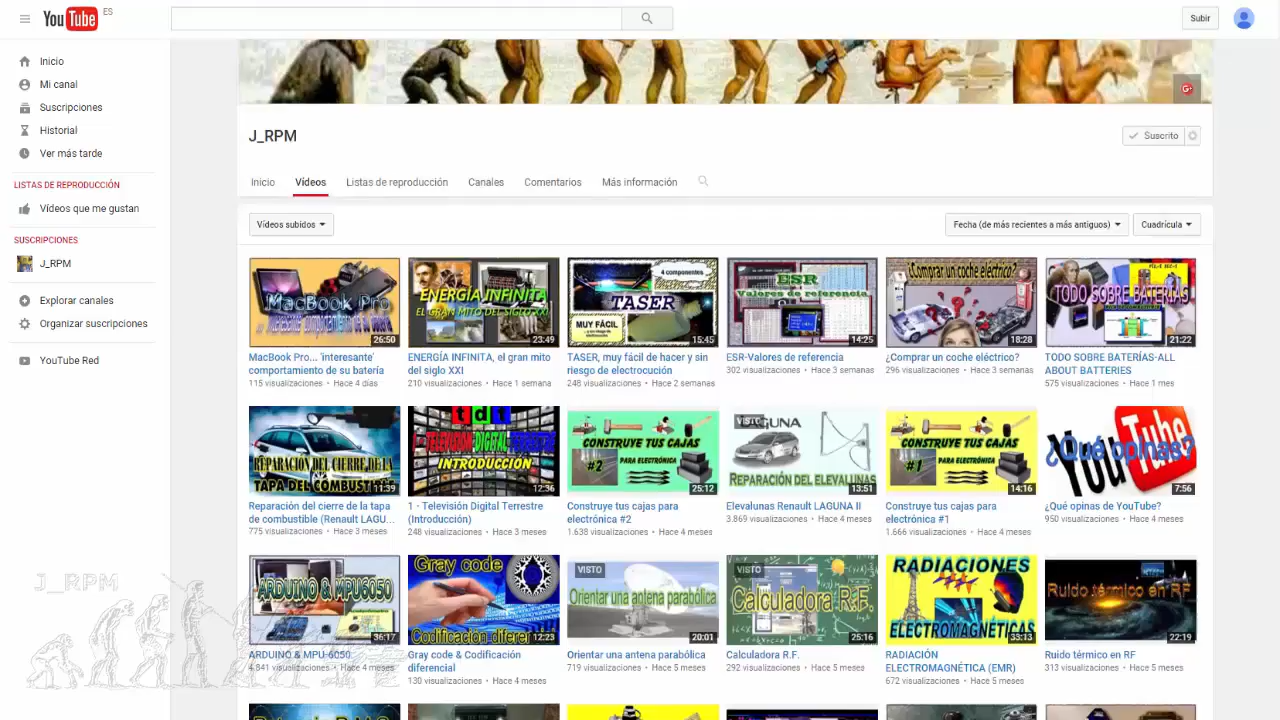 YouTube ES
Subir
Inicio
Mi canal
Suscripciones
Historial
Ver más tarde
LISTAS DE REPRODUCCIÓN
Vídeos que me gustan
SUSCRIPCIONES
J_RPM
Explorar canales
Organizar suscripciones
YouTube Red
J_RPM
Suscrito
Inicio Vídeos Listas de reproducción Canales Comentarios Más información
Vídeos subidos
Fecha (de más recientes a más antiguos) Cuadrícula
MacBook Pro
26:50
MacBook Pro... 'interesante'
comportamiento de su batería
115 visualizaciones • Hace 4 días
ENERGÍA INFINITA
EL GRAN MITO DEL SIGLO XXI
23:49
ENERGÍA INFINITA, el gran mito
del siglo XXI
210 visualizaciones • Hace 1 semana
4 componentes
TASER
MUY FÁCIL
15:45
TASER, muy fácil de hacer y sin
riesgo de electrocución
248 visualizaciones • Hace 2 semanas
ESR
Valores de referencia
14:25
ESR-Valores de referencia
302 visualizaciones • Hace 3 semanas
¿Comprar un coche eléctrico?
18:28
¿Comprar un coche eléctrico?
296 visualizaciones • Hace 3 semanas
TODO SOBRE BATERÍAS
21:22
TODO SOBRE BATERÍAS-ALL
ABOUT BATTERIES
575 visualizaciones • Hace 1 mes
REPARACIÓN DEL CIERRE DE LA
TAPA DEL COMBUSTIBLE
11:39
Reparación del cierre de la tapa
de combustible (Renault LAGU...
775 visualizaciones • Hace 3 meses
tdt
1 - TELEVISIÓN DIGITAL TERRESTRE
INTRODUCCIÓN
12:36
1 - Televisión Digital Terrestre
(Introducción)
248 visualizaciones • Hace 3 meses
CONSTRUYE TUS CAJAS
#2 PARA ELECTRÓNICA
25:12
Construye tus cajas para
electrónica #2
1.638 visualizaciones • Hace 4 meses
VISTO
LAGUNA
REPARACIÓN DEL ELEVALUNAS
13:51
Elevalunas Renault LAGUNA II
3.869 visualizaciones • Hace 4 meses
CONSTRUYE TUS CAJAS
#1 PARA ELECTRÓNICA
14:16
Construye tus cajas para
electrónica #1
1.666 visualizaciones • Hace 4 meses
YouTube
¿Qué opinas?
7:56
¿Qué opinas de YouTube?
950 visualizaciones • Hace 4 meses
ARDUINO & MPU6050
36:17
ARDUINO & MPU-6050
4.841 visualizaciones • Hace 4 meses
Gray code
Codificación diferencial
12:23
Gray code & Codificación
diferencial
130 visualizaciones • Hace 4 meses
VISTO
Orientar una antena parabólica
20:01
Orientar una antena parabólica
719 visualizaciones • Hace 5 meses
VISTO
Calculadora R.F.
25:16
Calculadora R.F.
292 visualizaciones • Hace 5 meses
RADIACIONES
ELECTROMAGNÉTICAS
33:13
RADIACIÓN
ELECTROMAGNÉTICA (EMR)
672 visualizaciones • Hace 5 meses
Ruido térmico en RF
22:19
Ruido térmico en RF
313 visualizaciones • Hace 5 meses
J_RPM